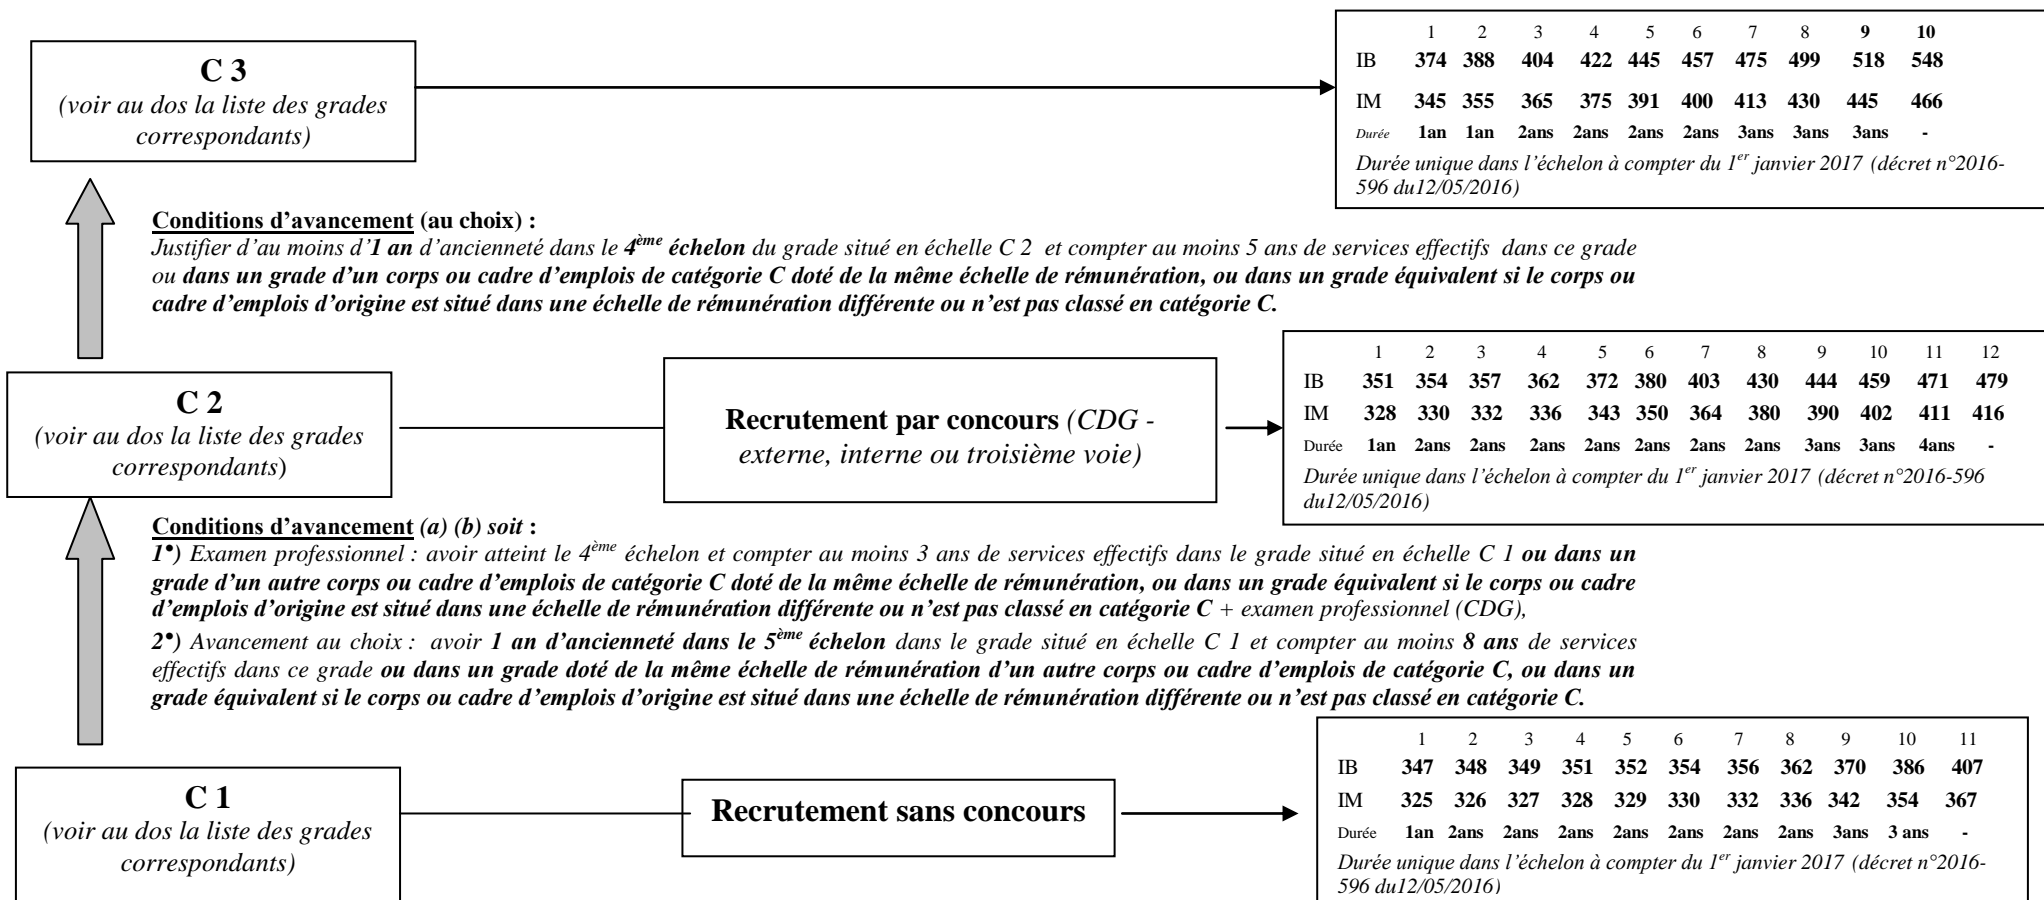 C 3
(voir au dos la liste des grades
correspondants)
1 2 3 4 5 6 7 8 9 10
IB 374 388 404 422 445 457 475 499 518 548
IM 345 355 365 375 391 400 413 430 445 466
Durée 1an 1an 2ans 2ans 2ans 2ans 3ans 3ans 3ans -
Durée unique dans l’échelon à compter du 1er janvier 2017 (décret n°2016-
596 du12/05/2016)
Conditions d’avancement (au choix) :
Justifier d’au moins d’1 an d’ancienneté dans le 4ème échelon du grade situé en échelle C 2 et compter au moins 5 ans de services effectifs dans ce grade
ou dans un grade d’un corps ou cadre d’emplois de catégorie C doté de la même échelle de rémunération, ou dans un grade équivalent si le corps ou
cadre d’emplois d’origine est situé dans une échelle de rémunération différente ou n’est pas classé en catégorie C.
C 2
(voir au dos la liste des grades
correspondants)
Recrutement par concours (CDG -
externe, interne ou troisième voie)
1 2 3 4 5 6 7 8 9 10 11 12
IB 351 354 357 362 372 380 403 430 444 459 471 479
IM 328 330 332 336 343 350 364 380 390 402 411 416
Durée 1an 2ans 2ans 2ans 2ans 2ans 2ans 2ans 3ans 3ans 4ans -
Durée unique dans l’échelon à compter du 1er janvier 2017 (décret n°2016-596
du12/05/2016)
Conditions d’avancement (a) (b) soit :
1•) Examen professionnel : avoir atteint le 4ème échelon et compter au moins 3 ans de services effectifs dans le grade situé en échelle C 1 ou dans un
grade d’un autre corps ou cadre d’emplois de catégorie C doté de la même échelle de rémunération, ou dans un grade équivalent si le corps ou cadre
d’emplois d’origine est situé dans une échelle de rémunération différente ou n’est pas classé en catégorie C + examen professionnel (CDG),
2•) Avancement au choix : avoir 1 an d’ancienneté dans le 5ème échelon dans le grade situé en échelle C 1 et compter au moins 8 ans de services
effectifs dans ce grade ou dans un grade doté de la même échelle de rémunération d’un autre corps ou cadre d’emplois de catégorie C, ou dans un
grade équivalent si le corps ou cadre d’emplois d’origine est situé dans une échelle de rémunération différente ou n’est pas classé en catégorie C.
C 1
(voir au dos la liste des grades
correspondants)
Recrutement sans concours
1 2 3 4 5 6 7 8 9 10 11
IB 347 348 349 351 352 354 356 362 370 386 407
IM 325 326 327 328 329 330 332 336 342 354 367
Durée 1an 2ans 2ans 2ans 2ans 2ans 2ans 2ans 3ans 3 ans -
Durée unique dans l’échelon à compter du 1er janvier 2017 (décret n°2016-
596 du12/05/2016)